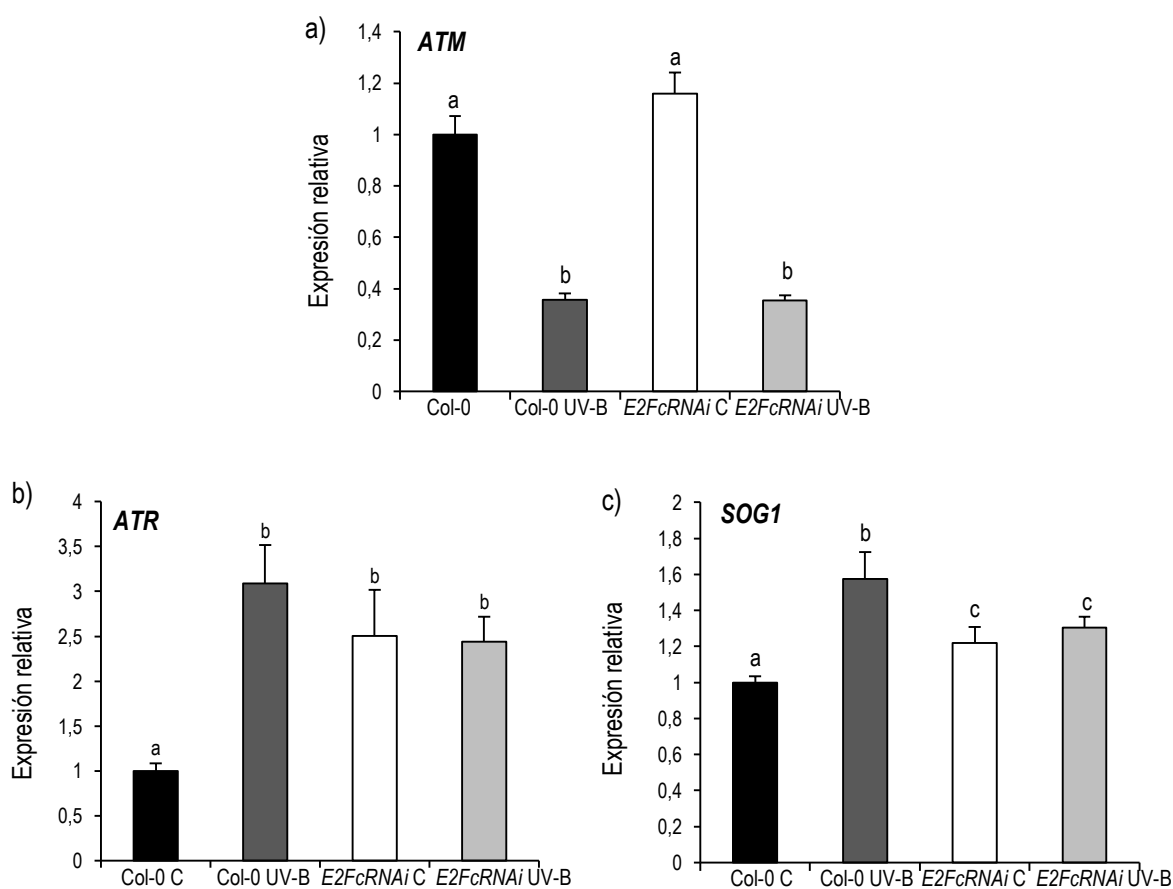 a)
ATM
Expresión relativa
1,4
1,2
1
0,8
0,6
0,4
0,2
0
a
b
a
b
Col-0
Col-0 UV-B
E2FcRNAi C
E2FcRNAi UV-B
b)
ATR
Expresión relativa
4
3,5
3
2,5
2
1,5
1
0,5
0
a
b
b
b
Col-0 C
Col-0 UV-B
E2FcRNAi C
E2FcRNAi UV-B
c)
SOG1
Expresión relativa
2
1,8
1,6
1,4
1,2
1
0,8
0,6
0,4
0,2
0
a
b
c
c
Col-0 C
Col-0 UV-B
E2FcRNAi C
E2FcRNAi UV-B